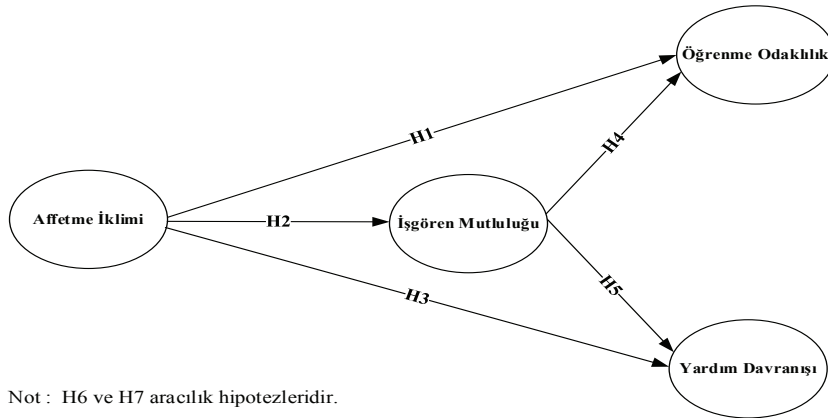 Öğrenme Odaklılık
H1
H4
Affetme İklimi
H2
İşgören Mutluluğu
H3
H5
Yardım Davranışı
Not : H6 ve H7 aracılık hipotezleridir.